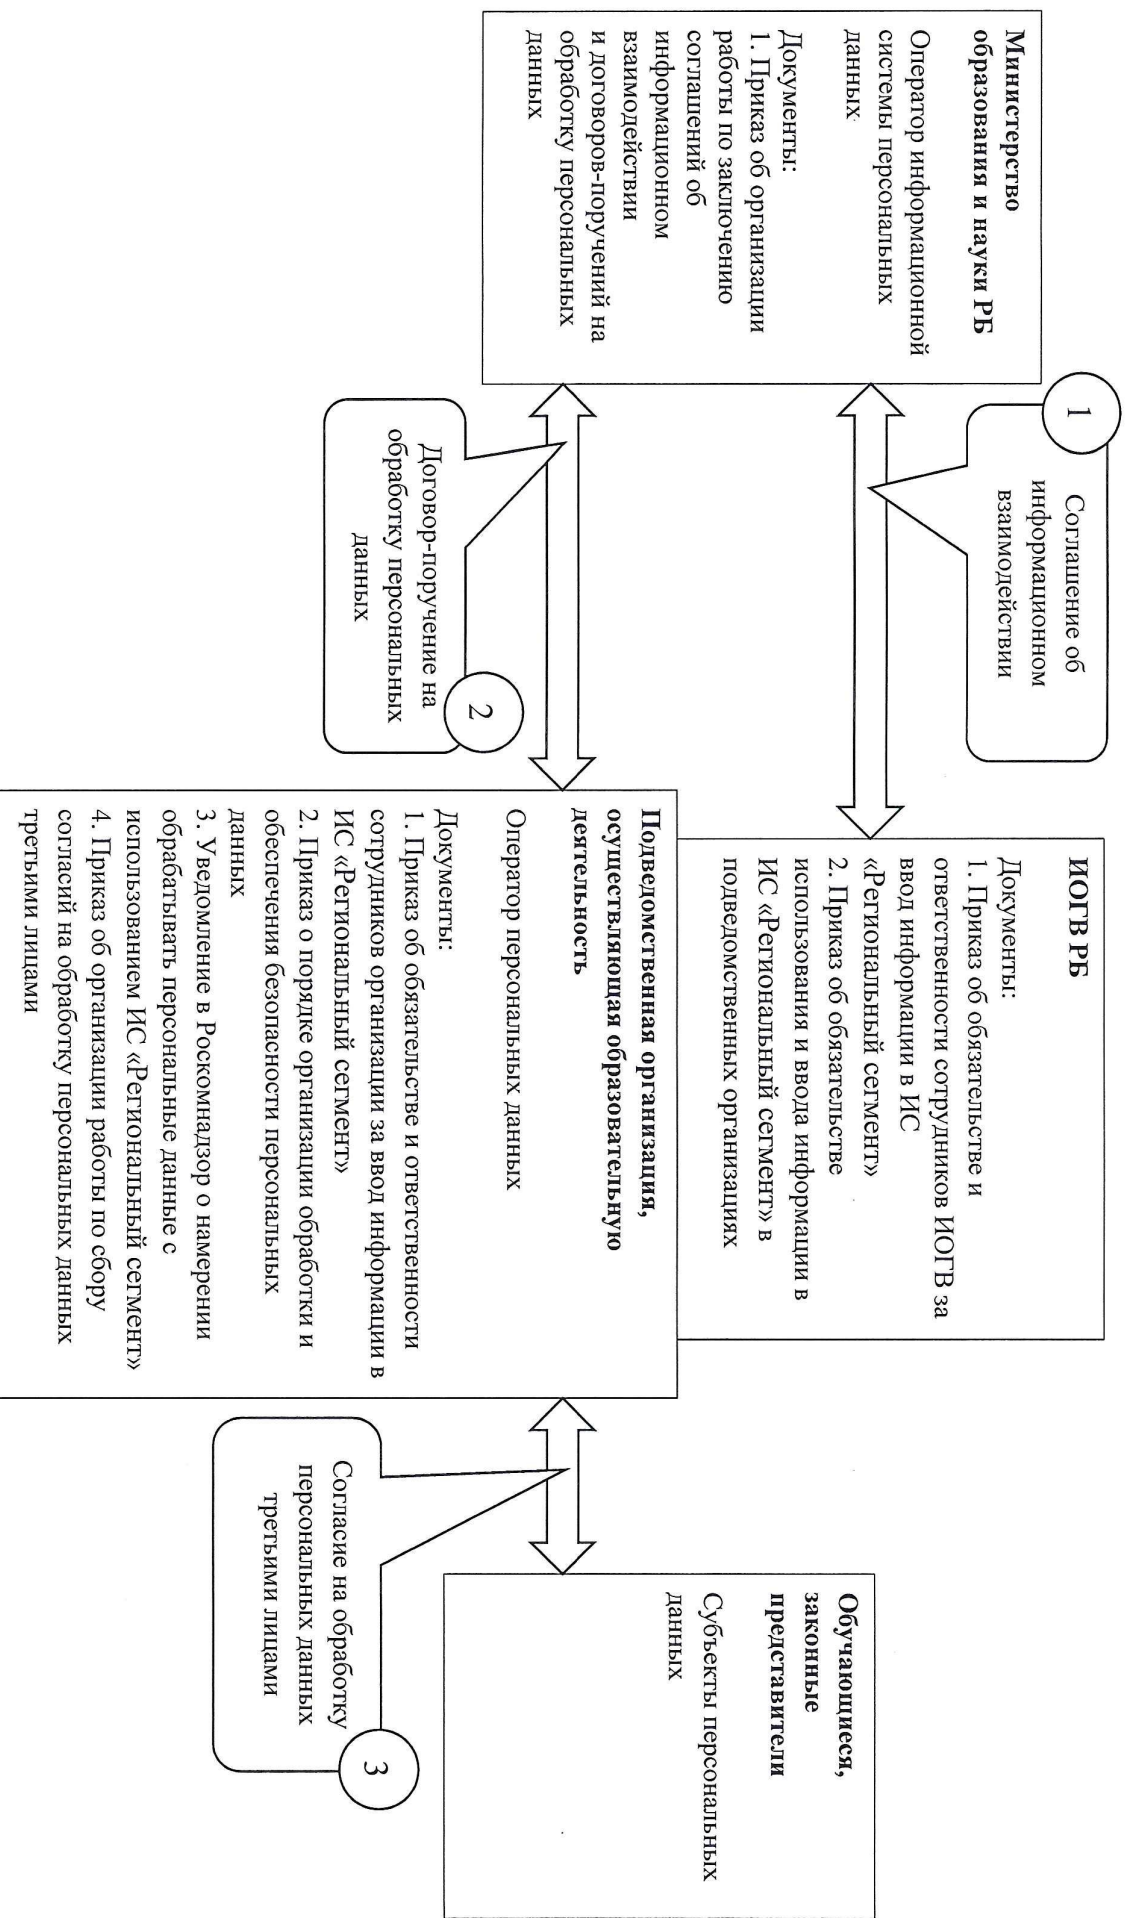 Министерство
образования и науки РБ
Оператор информационной
системы персональных
данных
Документы:
1. Приказ об организации
работы по заключению
соглашений об
информационном
взаимодействии
и договоров-поручений на
обработку персональных
данных
1
Соглашение об
информационном
взаимодействии
Договор-поручение на
обработку персональных
данных
2
ИОГВ РБ
Документы:
1. Приказ об обязательстве и
ответственности сотрудников ИОГВ за
ввод информации в ИС
«Региональный сегмент»
2. Приказ об обязательстве
использования и ввода информации в
ИС «Региональный сегмент» в
подведомственных организациях
Подведомственная организация,
осуществляющая образовательную
деятельность
Оператор персональных данных
Документы:
1. Приказ об обязательстве и ответственности
сотрудников организации за ввод информации в
ИС «Региональный сегмент»
2. Приказ о порядке организации обработки и
обеспечения безопасности персональных
данных
3. Уведомление в Роскомнадзор о намерении
обрабатывать персональные данные с
использованием ИС «Региональный сегмент»
4. Приказ об организации работы по сбору
согласий на обработку персональных данных
третьими лицами
Согласие на обработку
персональных данных
третьими лицами
3
Обучающиеся,
законные
представители
Субъекты персональных
данных